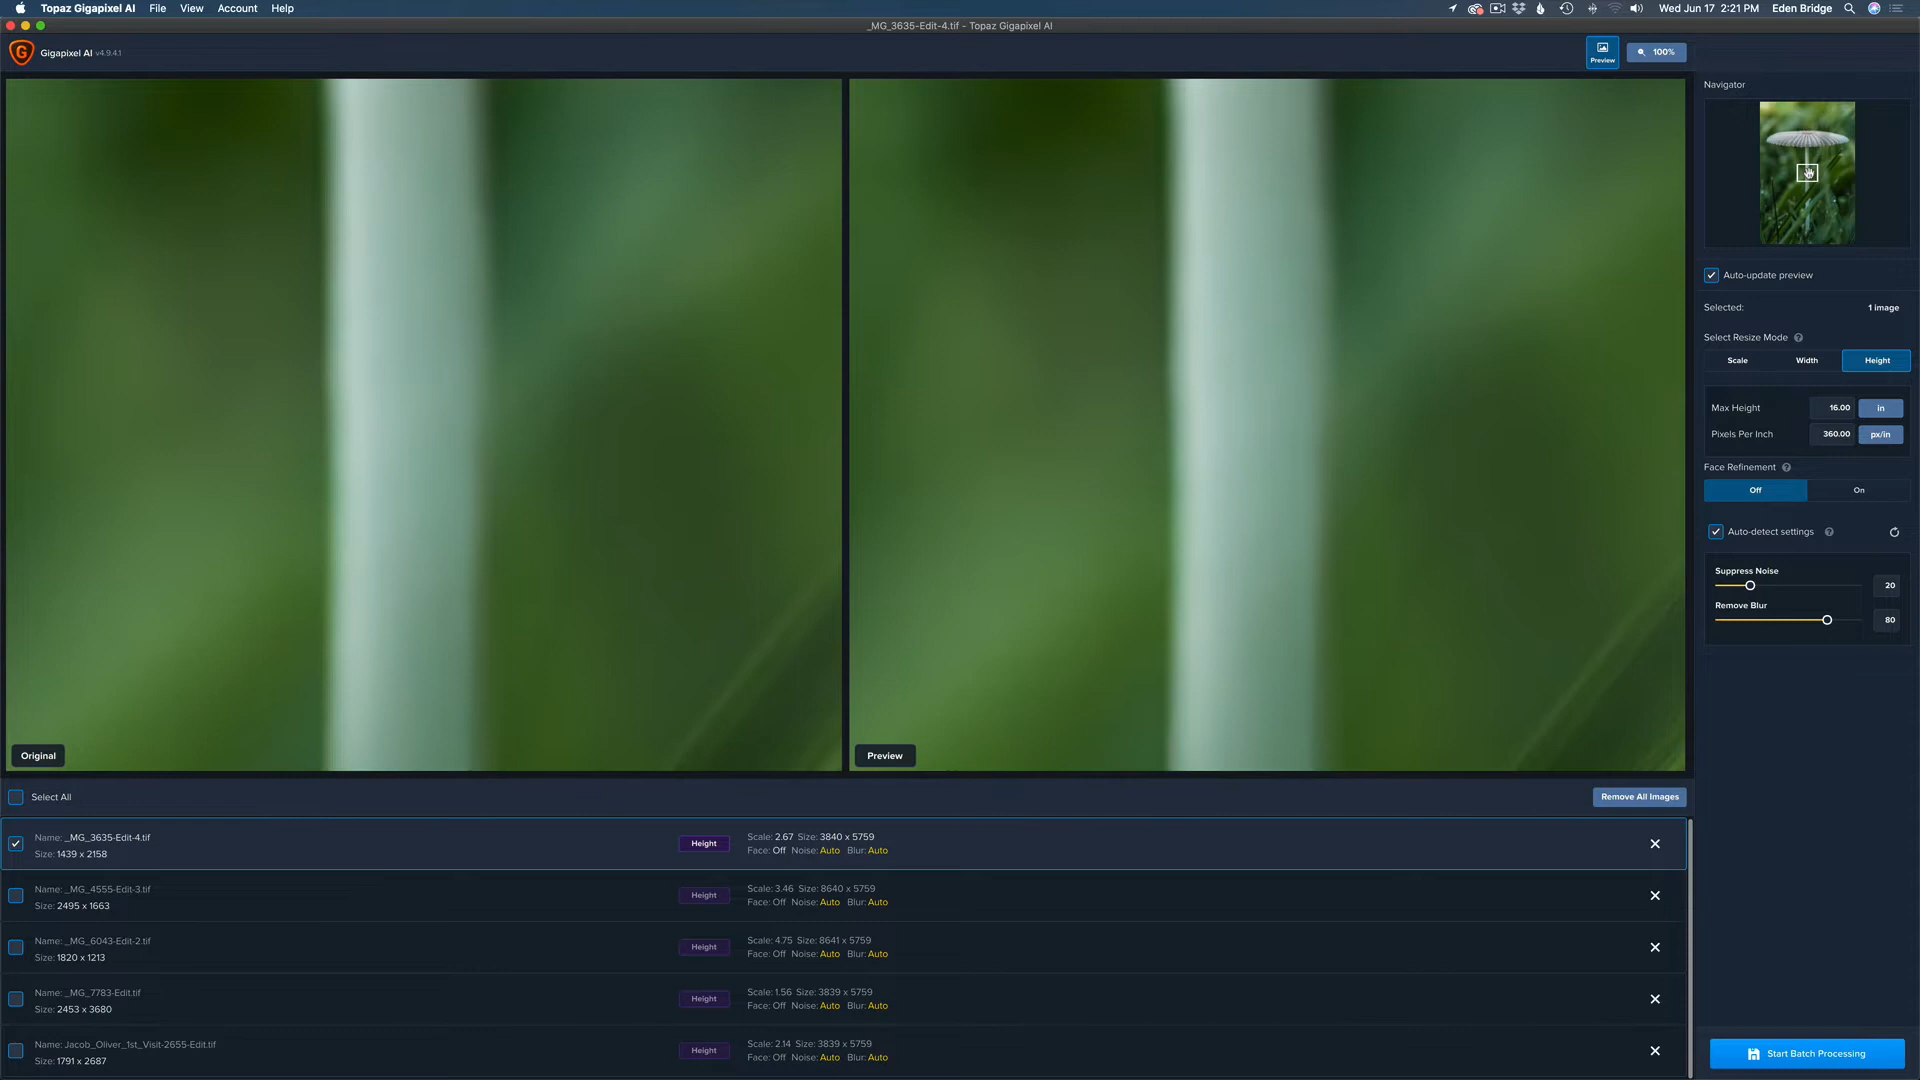 Topaz Gigapixel AI File View Account Help Wed Jun 17 2:21 PM Eden Bridge
_MG_3635-Edit-4.tif - Topaz Gigapixel AI
G Gigapixel AI v4.9.4.1
Preview
100%
Navigator
Auto-update preview
Selected: 1 image
Select Resize Mode ?
Scale Width Height
Max Height 16.00 in
Pixels Per Inch 360.00 px/in
Face Refinement ?
Off On
Auto-detect settings ?
Suppress Noise
20
Remove Blur
80
Original
Preview
Select All
Remove All Images
Name: _MG_3635-Edit-4.tif
Size: 1439 x 2158
Height
Scale: 2.67 Size: 3840 x 5759
Face: Off Noise: Auto Blur: Auto
Name: _MG_4555-Edit-3.tif
Size: 2495 x 1663
Height
Scale: 3.46 Size: 8640 x 5759
Face: Off Noise: Auto Blur: Auto
Name: _MG_6043-Edit-2.tif
Size: 1820 x 1213
Height
Scale: 4.75 Size: 8641 x 5759
Face: Off Noise: Auto Blur: Auto
Name: _MG_7783-Edit.tif
Size: 2453 x 3680
Height
Scale: 1.56 Size: 3839 x 5759
Face: Off Noise: Auto Blur: Auto
Name: Jacob_Oliver_1st_Visit-2655-Edit.tif
Size: 1791 x 2687
Height
Scale: 2.14 Size: 3839 x 5759
Face: Off Noise: Auto Blur: Auto
Start Batch Processing